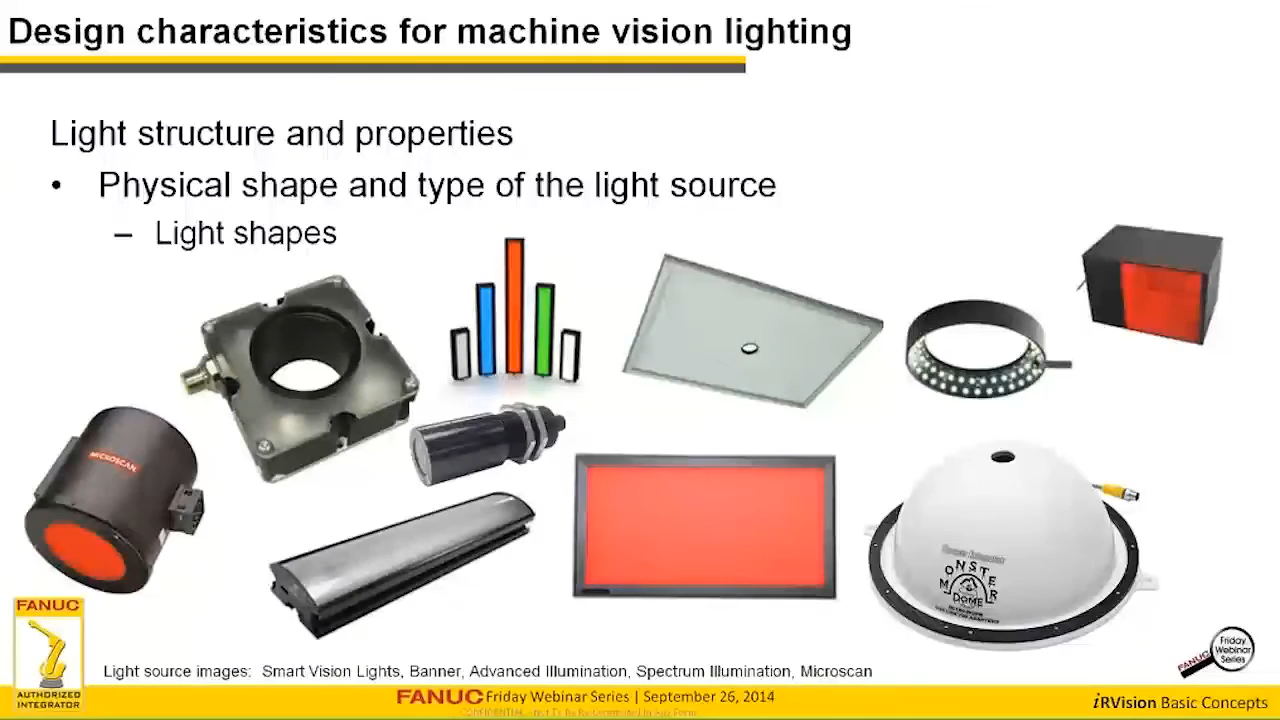 Design characteristics for machine vision lighting
Light structure and properties
• Physical shape and type of the light source
– Light shapes
MICROSCAN
MONSTER
DOME
FANUC
AUTHORIZED
INTEGRATOR
Light source images: Smart Vision Lights, Banner, Advanced Illumination, Spectrum Illumination, Microscan
FANUC Friday Webinar Series | September 26, 2014
FANUC
Friday
Webinar
Series
iRVision Basic Concepts